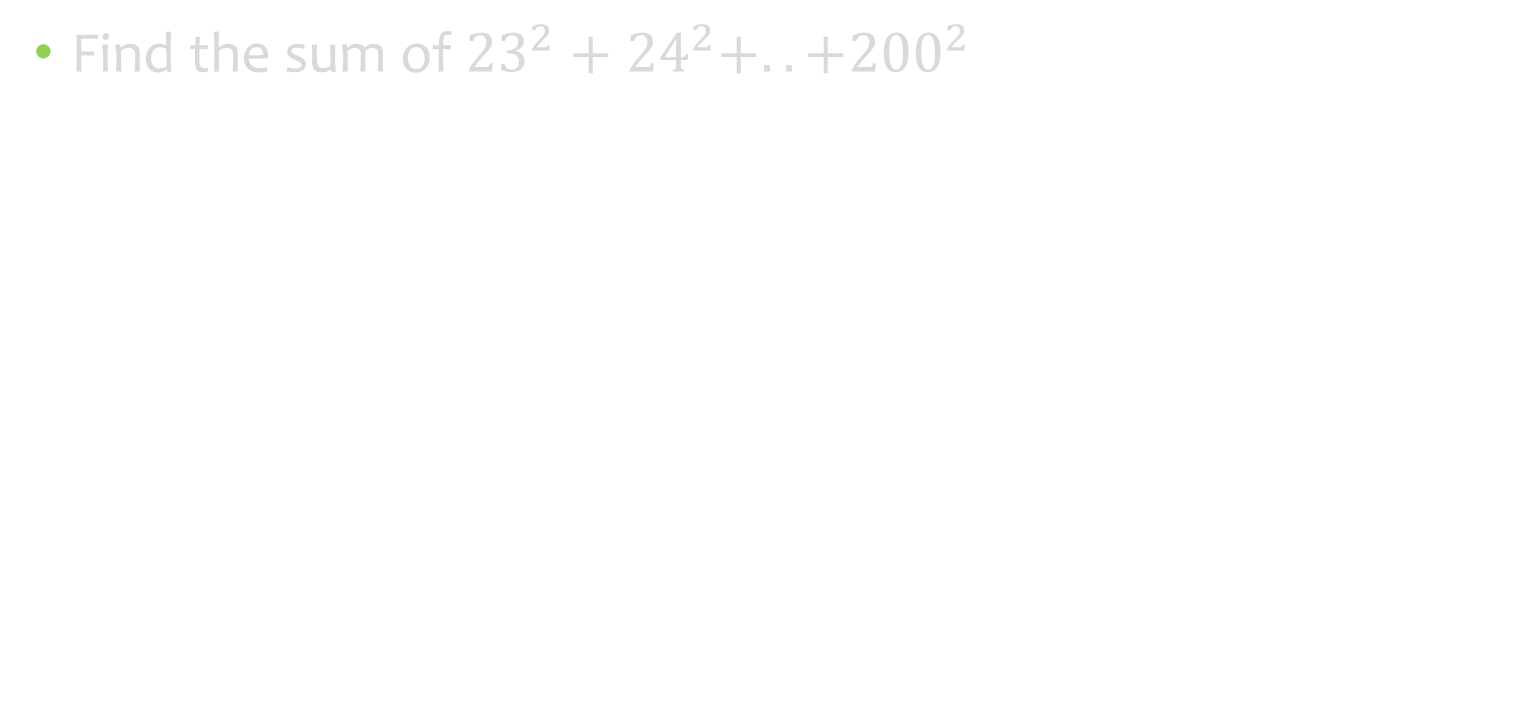 • Find the sum of 23² + 24²+..+200²